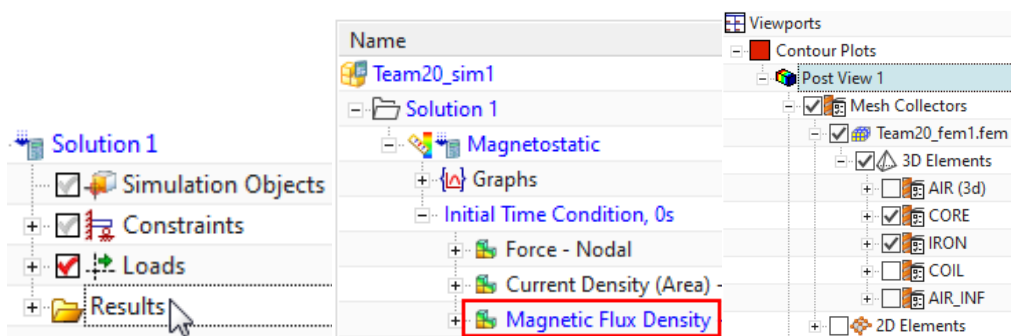 Solution 1
Simulation Objects
Constraints
Loads
Results
Name
Team20_sim1
Solution 1
Magnetostatic
Graphs
Initial Time Condition, 0s
Force - Nodal
Current Density (Area) -
Magnetic Flux Density
Viewports
Contour Plots
Post View 1
Mesh Collectors
Team20_fem1.fem
3D Elements
AIR (3d)
CORE
IRON
COIL
AIR_INF
2D Elements